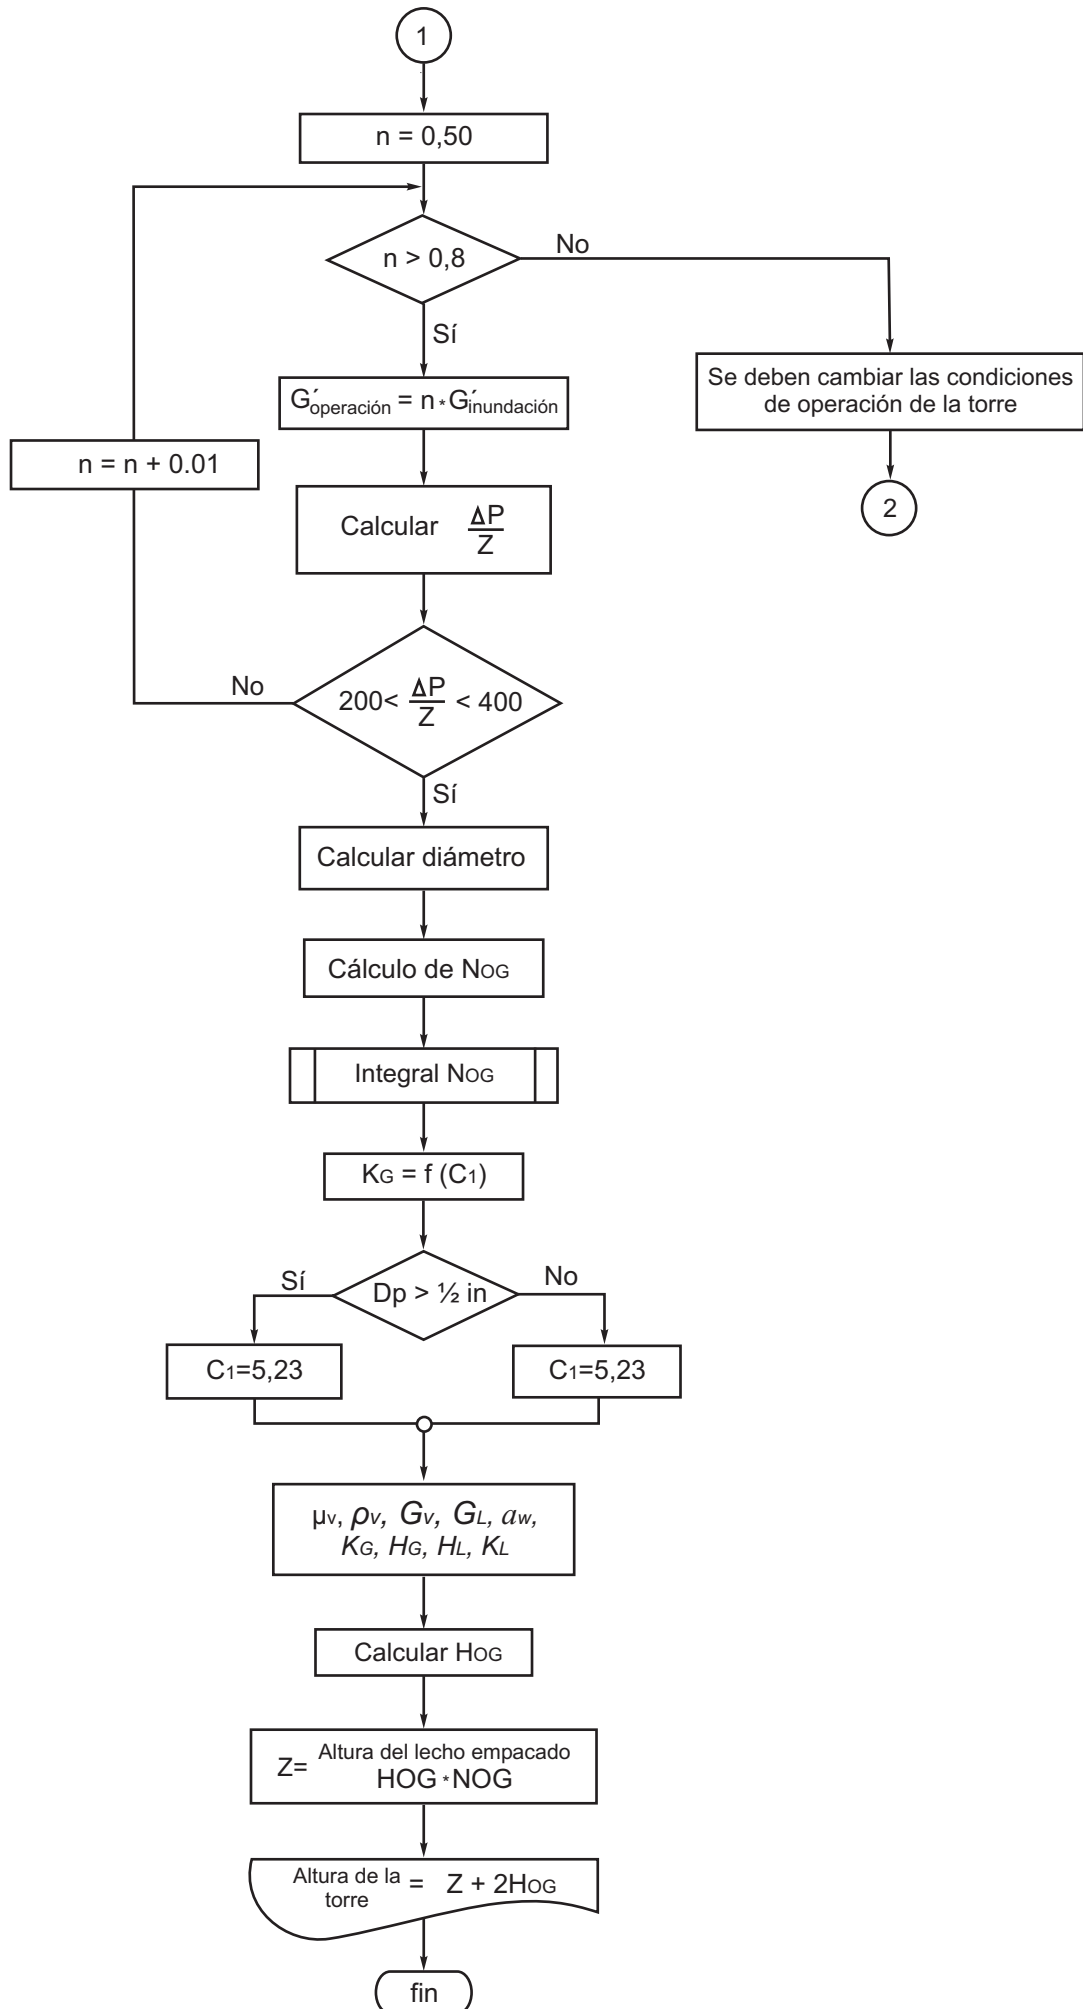 1
n = 0,50
n > 0,8
No
Sí
G´operación = n * G´inundación
Se deben cambiar las condiciones
de operación de la torre
n = n + 0.01
2
Calcular ΔP/Z
200< ΔP/Z < 400
No
Sí
Calcular diámetro
Cálculo de NOG
Integral NOG
KG = f (C1)
Dp > ½ in
Sí
No
C1=5,23
C1=5,23
μv, ρv, Gv, GL, aw,
KG, HG, HL, KL
Calcular HOG
Z= Altura del lecho empacado
HOG * NOG
Altura de la
torre
= Z + 2HOG
fin